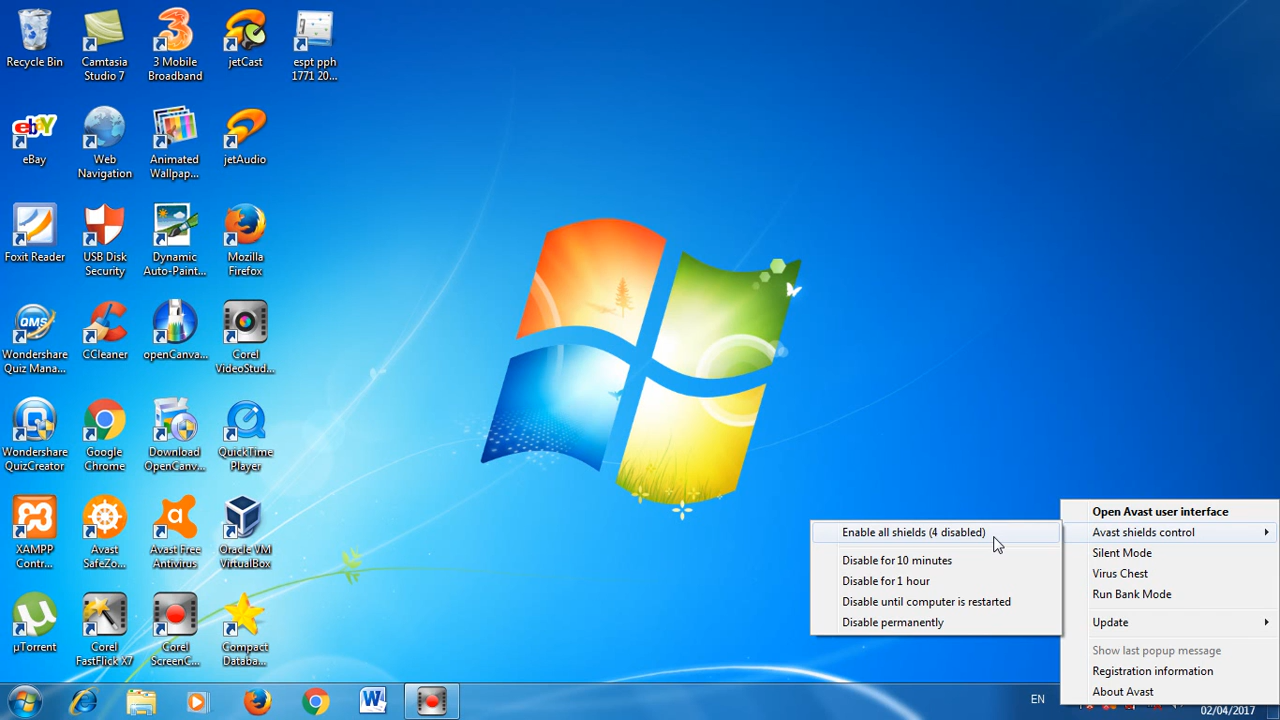 Recycle Bin
Camtasia
Studio 7
3 Mobile
Broadband
jetCast
espt pph
1771 20...
eBay
eBay
Web
Navigation
Animated
Wallpap...
jetAudio
Foxit Reader
USB Disk
Security
Dynamic
Auto-Paint...
Mozilla
Firefox
QMS
Wondershare
Quiz Mana...
CCleaner
openCanva...
Corel
VideoStud...
Wondershare
QuizCreator
Google
Chrome
Download
OpenCanv...
QuickTime
Player
XAMPP
Contr...
Avast
SafeZo...
Avast Free
Antivirus
Oracle VM
VirtualBox
µTorrent
Corel
FastFlick X7
Corel
ScreenC...
Compact
Databa...
Enable all shields (4 disabled)
Disable for 10 minutes
Disable for 1 hour
Disable until computer is restarted
Disable permanently
Open Avast user interface
Avast shields control
Silent Mode
Virus Chest
Run Bank Mode
Update
Show last popup message
Registration information
About Avast
EN
02/04/2017